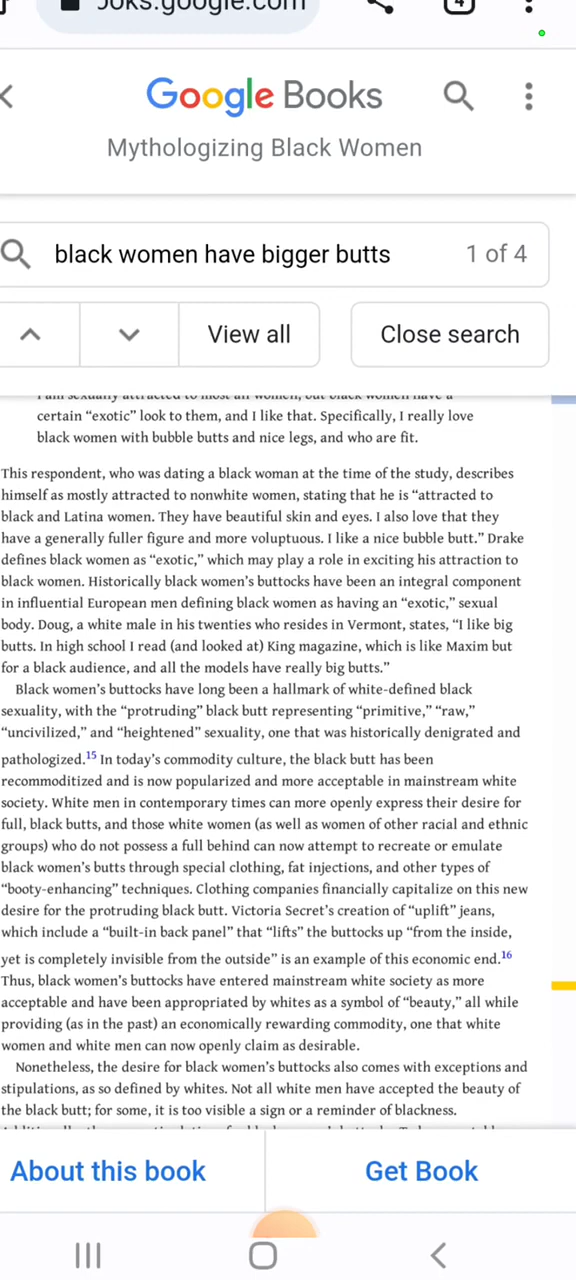 ooks.google.com
4
Google Books
Mythologizing Black Women
black women have bigger butts 1 of 4
View all Close search
I am sexually attracted to most all women, but black women have a
certain “exotic” look to them, and I like that. Specifically, I really love
black women with bubble butts and nice legs, and who are fit.
This respondent, who was dating a black woman at the time of the study, describes
himself as mostly attracted to nonwhite women, stating that he is “attracted to
black and Latina women. They have beautiful skin and eyes. I also love that they
have a generally fuller figure and more voluptuous. I like a nice bubble butt.” Drake
defines black women as “exotic,” which may play a role in exciting his attraction to
black women. Historically black women’s buttocks have been an integral component
in influential European men defining black women as having an “exotic,” sexual
body. Doug, a white male in his twenties who resides in Vermont, states, “I like big
butts. In high school I read (and looked at) King magazine, which is like Maxim but
for a black audience, and all the models have really big butts.”
Black women’s buttocks have long been a hallmark of white-defined black
sexuality, with the “protruding” black butt representing “primitive,” “raw,”
“uncivilized,” and “heightened” sexuality, one that was historically denigrated and
pathologized.15 In today’s commodity culture, the black butt has been
recommoditized and is now popularized and more acceptable in mainstream white
society. White men in contemporary times can more openly express their desire for
full, black butts, and those white women (as well as women of other racial and ethnic
groups) who do not possess a full behind can now attempt to recreate or emulate
black women’s butts through special clothing, fat injections, and other types of
“booty-enhancing” techniques. Clothing companies financially capitalize on this new
desire for the protruding black butt. Victoria Secret’s creation of “uplift” jeans,
which include a “built-in back panel” that “lifts” the buttocks up “from the inside,
yet is completely invisible from the outside” is an example of this economic end.16
Thus, black women’s buttocks have entered mainstream white society as more
acceptable and have been appropriated by whites as a symbol of “beauty,” all while
providing (as in the past) an economically rewarding commodity, one that white
women and white men can now openly claim as desirable.
Nonetheless, the desire for black women’s buttocks also comes with exceptions and
stipulations, as so defined by whites. Not all white men have accepted the beauty of
the black butt; for some, it is too visible a sign or a reminder of blackness.
About this book Get Book